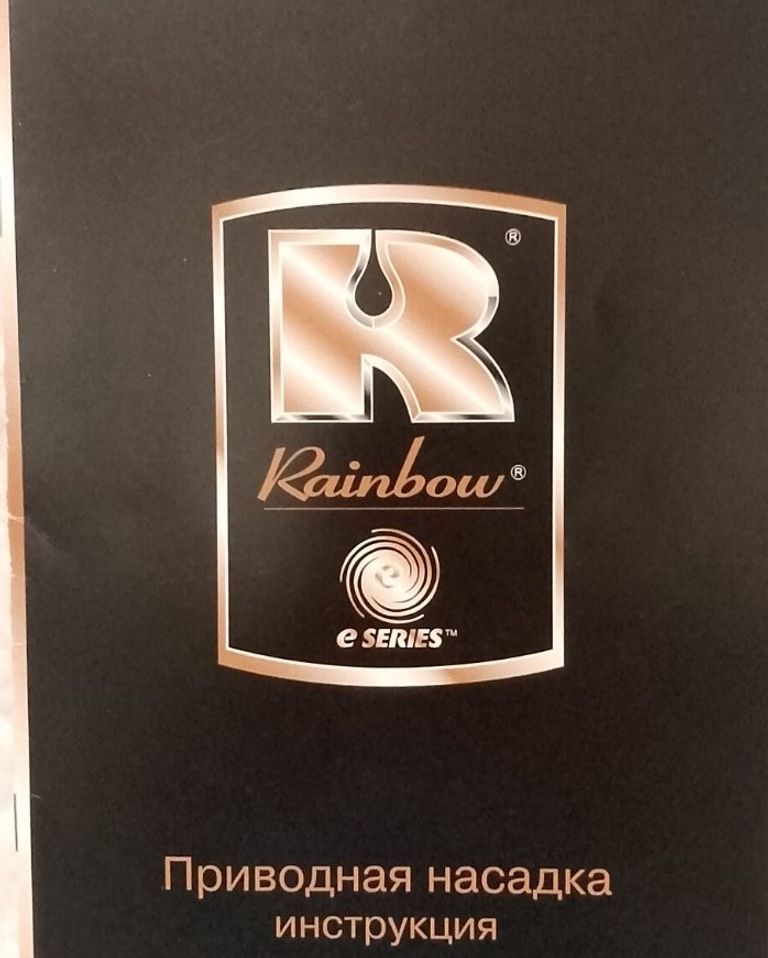 R®
Rainbow®
e
e SERIES™
Приводная насадка
инструкция